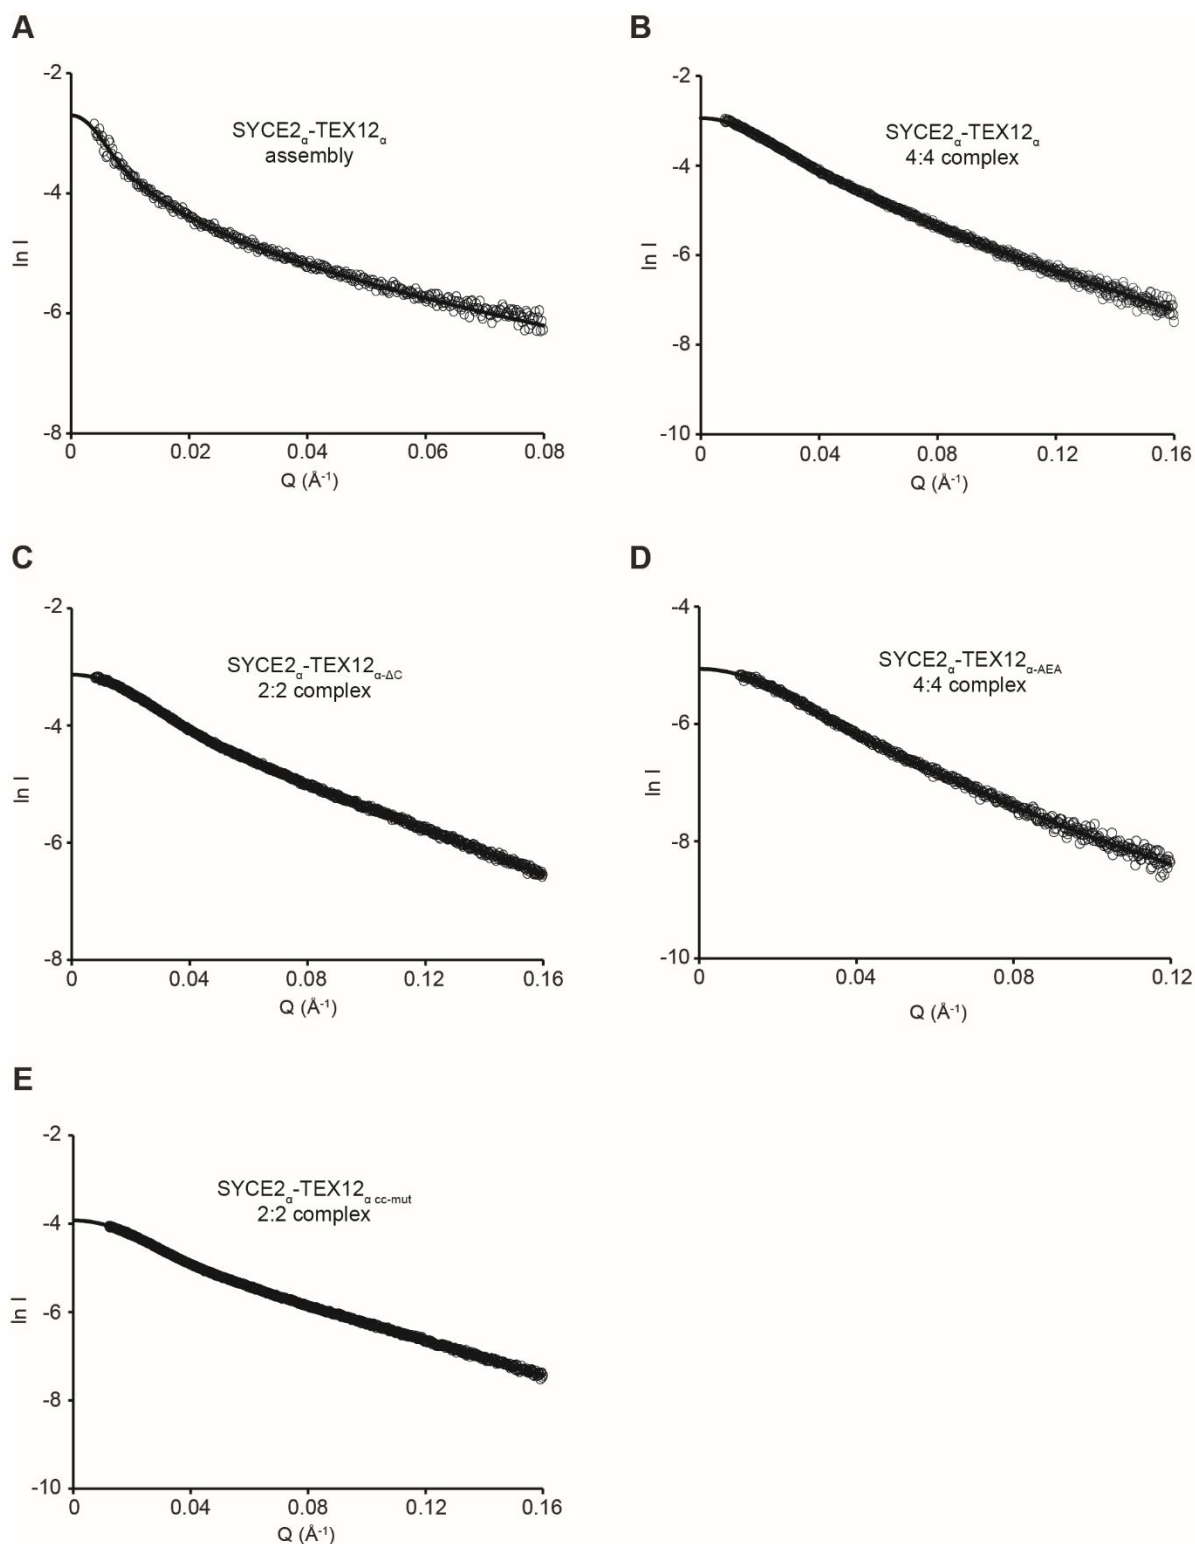 A
-2
-4
-6
-8
ln I
SYCE2α-TEX12α
assembly
0 0.02 0.04 0.06 0.08
Q (Å-1)
B
-2
-4
-6
-8
-10
ln I
SYCE2α-TEX12α
4:4 complex
0 0.04 0.08 0.12 0.16
Q (Å-1)
C
-2
-4
-6
-8
ln I
SYCE2α-TEX12α-ΔC
2:2 complex
0 0.04 0.08 0.12 0.16
Q (Å-1)
D
-4
-6
-8
-10
ln I
SYCE2α-TEX12α-AEA
4:4 complex
0 0.04 0.08 0.12
Q (Å-1)
E
-2
-4
-6
-8
-10
ln I
SYCE2α-TEX12α cc-mut
2:2 complex
0 0.04 0.08 0.12 0.16
Q (Å-1)